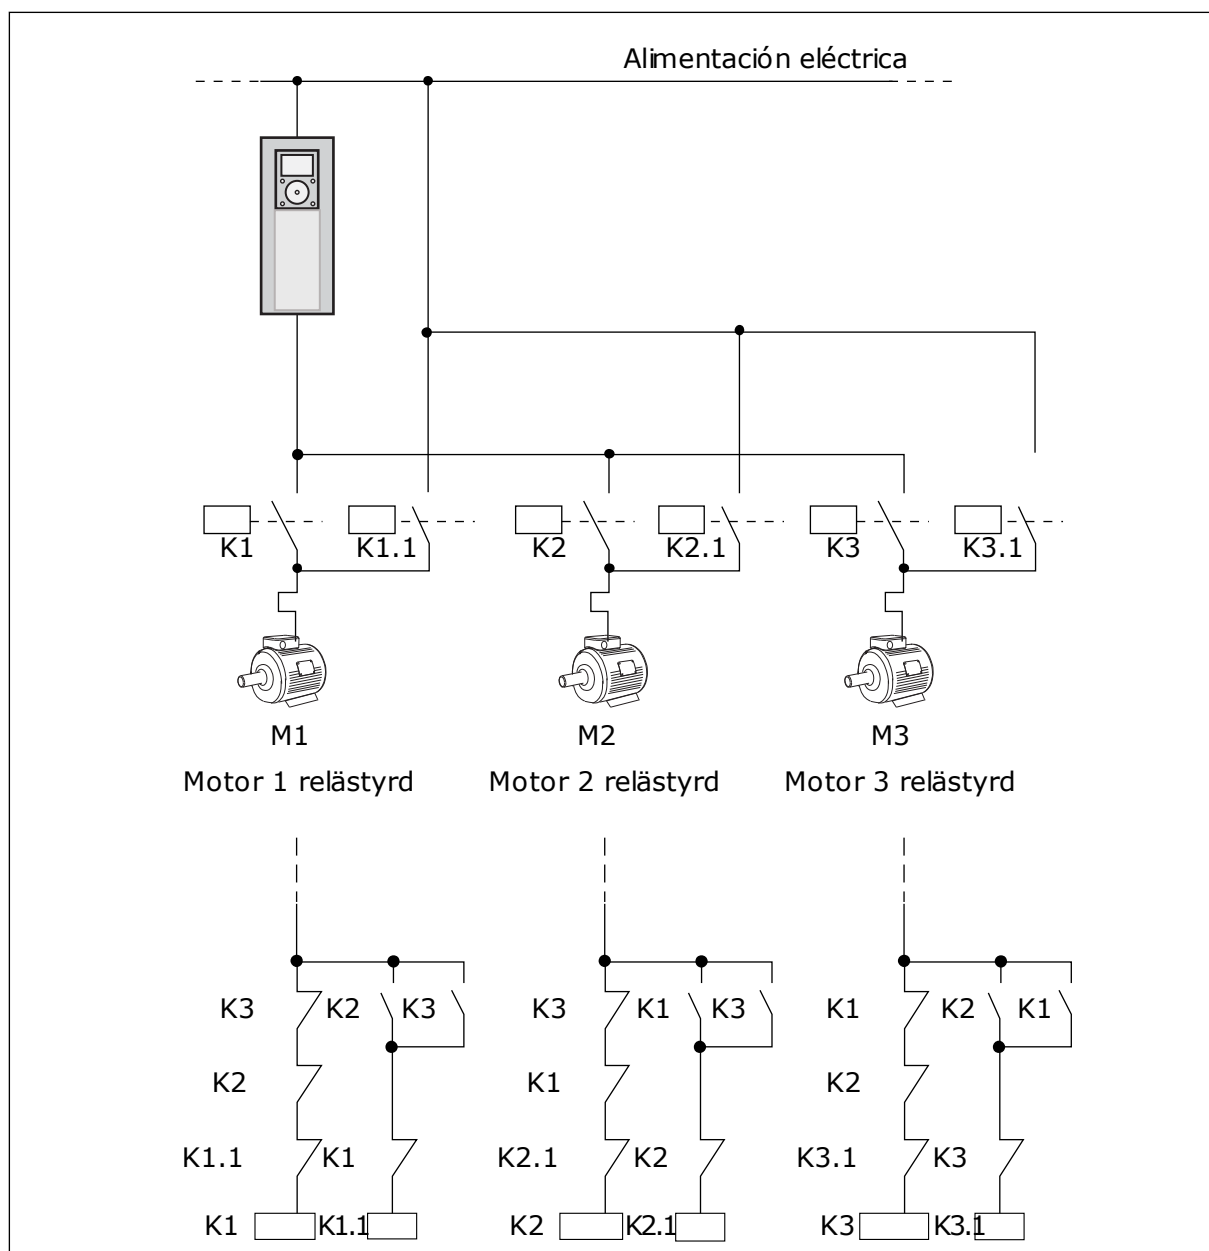 Alimentación eléctrica
K1 K1.1 K2 K2.1 K3 K3.1
M1 M2 M3
Motor 1 relästyrd Motor 2 relästyrd Motor 3 relästyrd
K3 K2 K3 K3 K1 K3 K1 K2 K1
K2 K1 K2
K1.1 K1 K2.1 K2 K3.1 K3
K1 K1.1 K2 K2.1 K3 K3.1